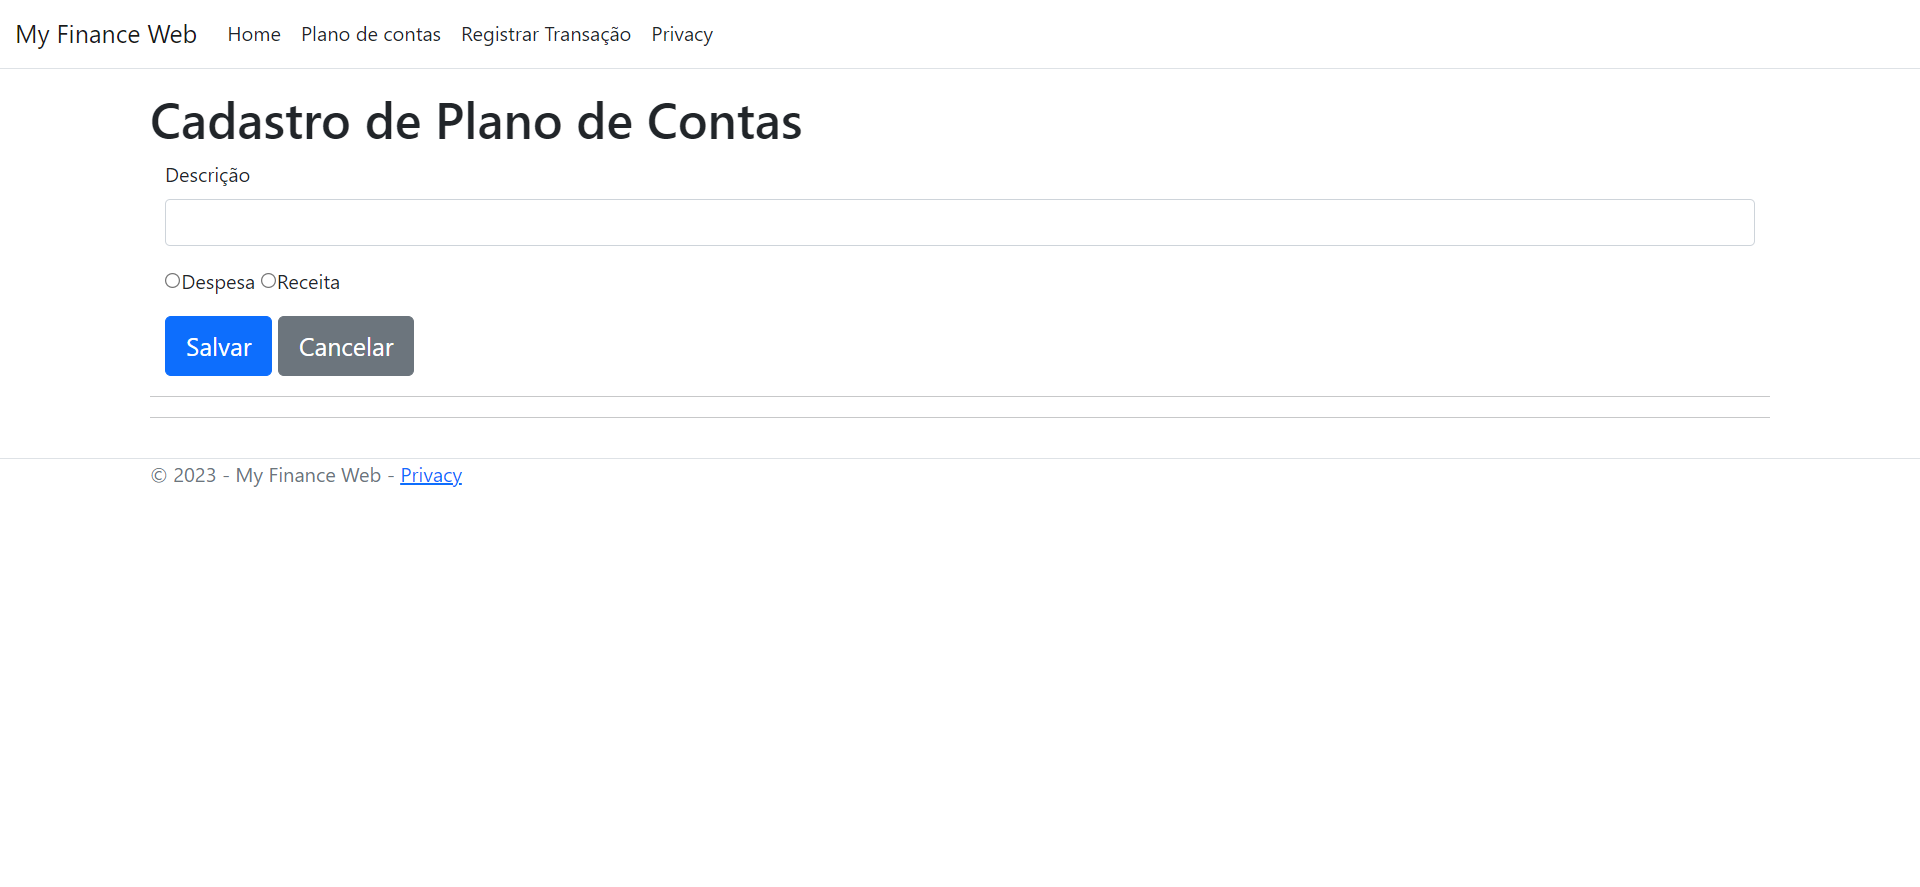 My Finance Web Home Plano de contas Registrar Transação Privacy
Cadastro de Plano de Contas
Descrição
Despesa Receita
Salvar Cancelar
© 2023 - My Finance Web - Privacy